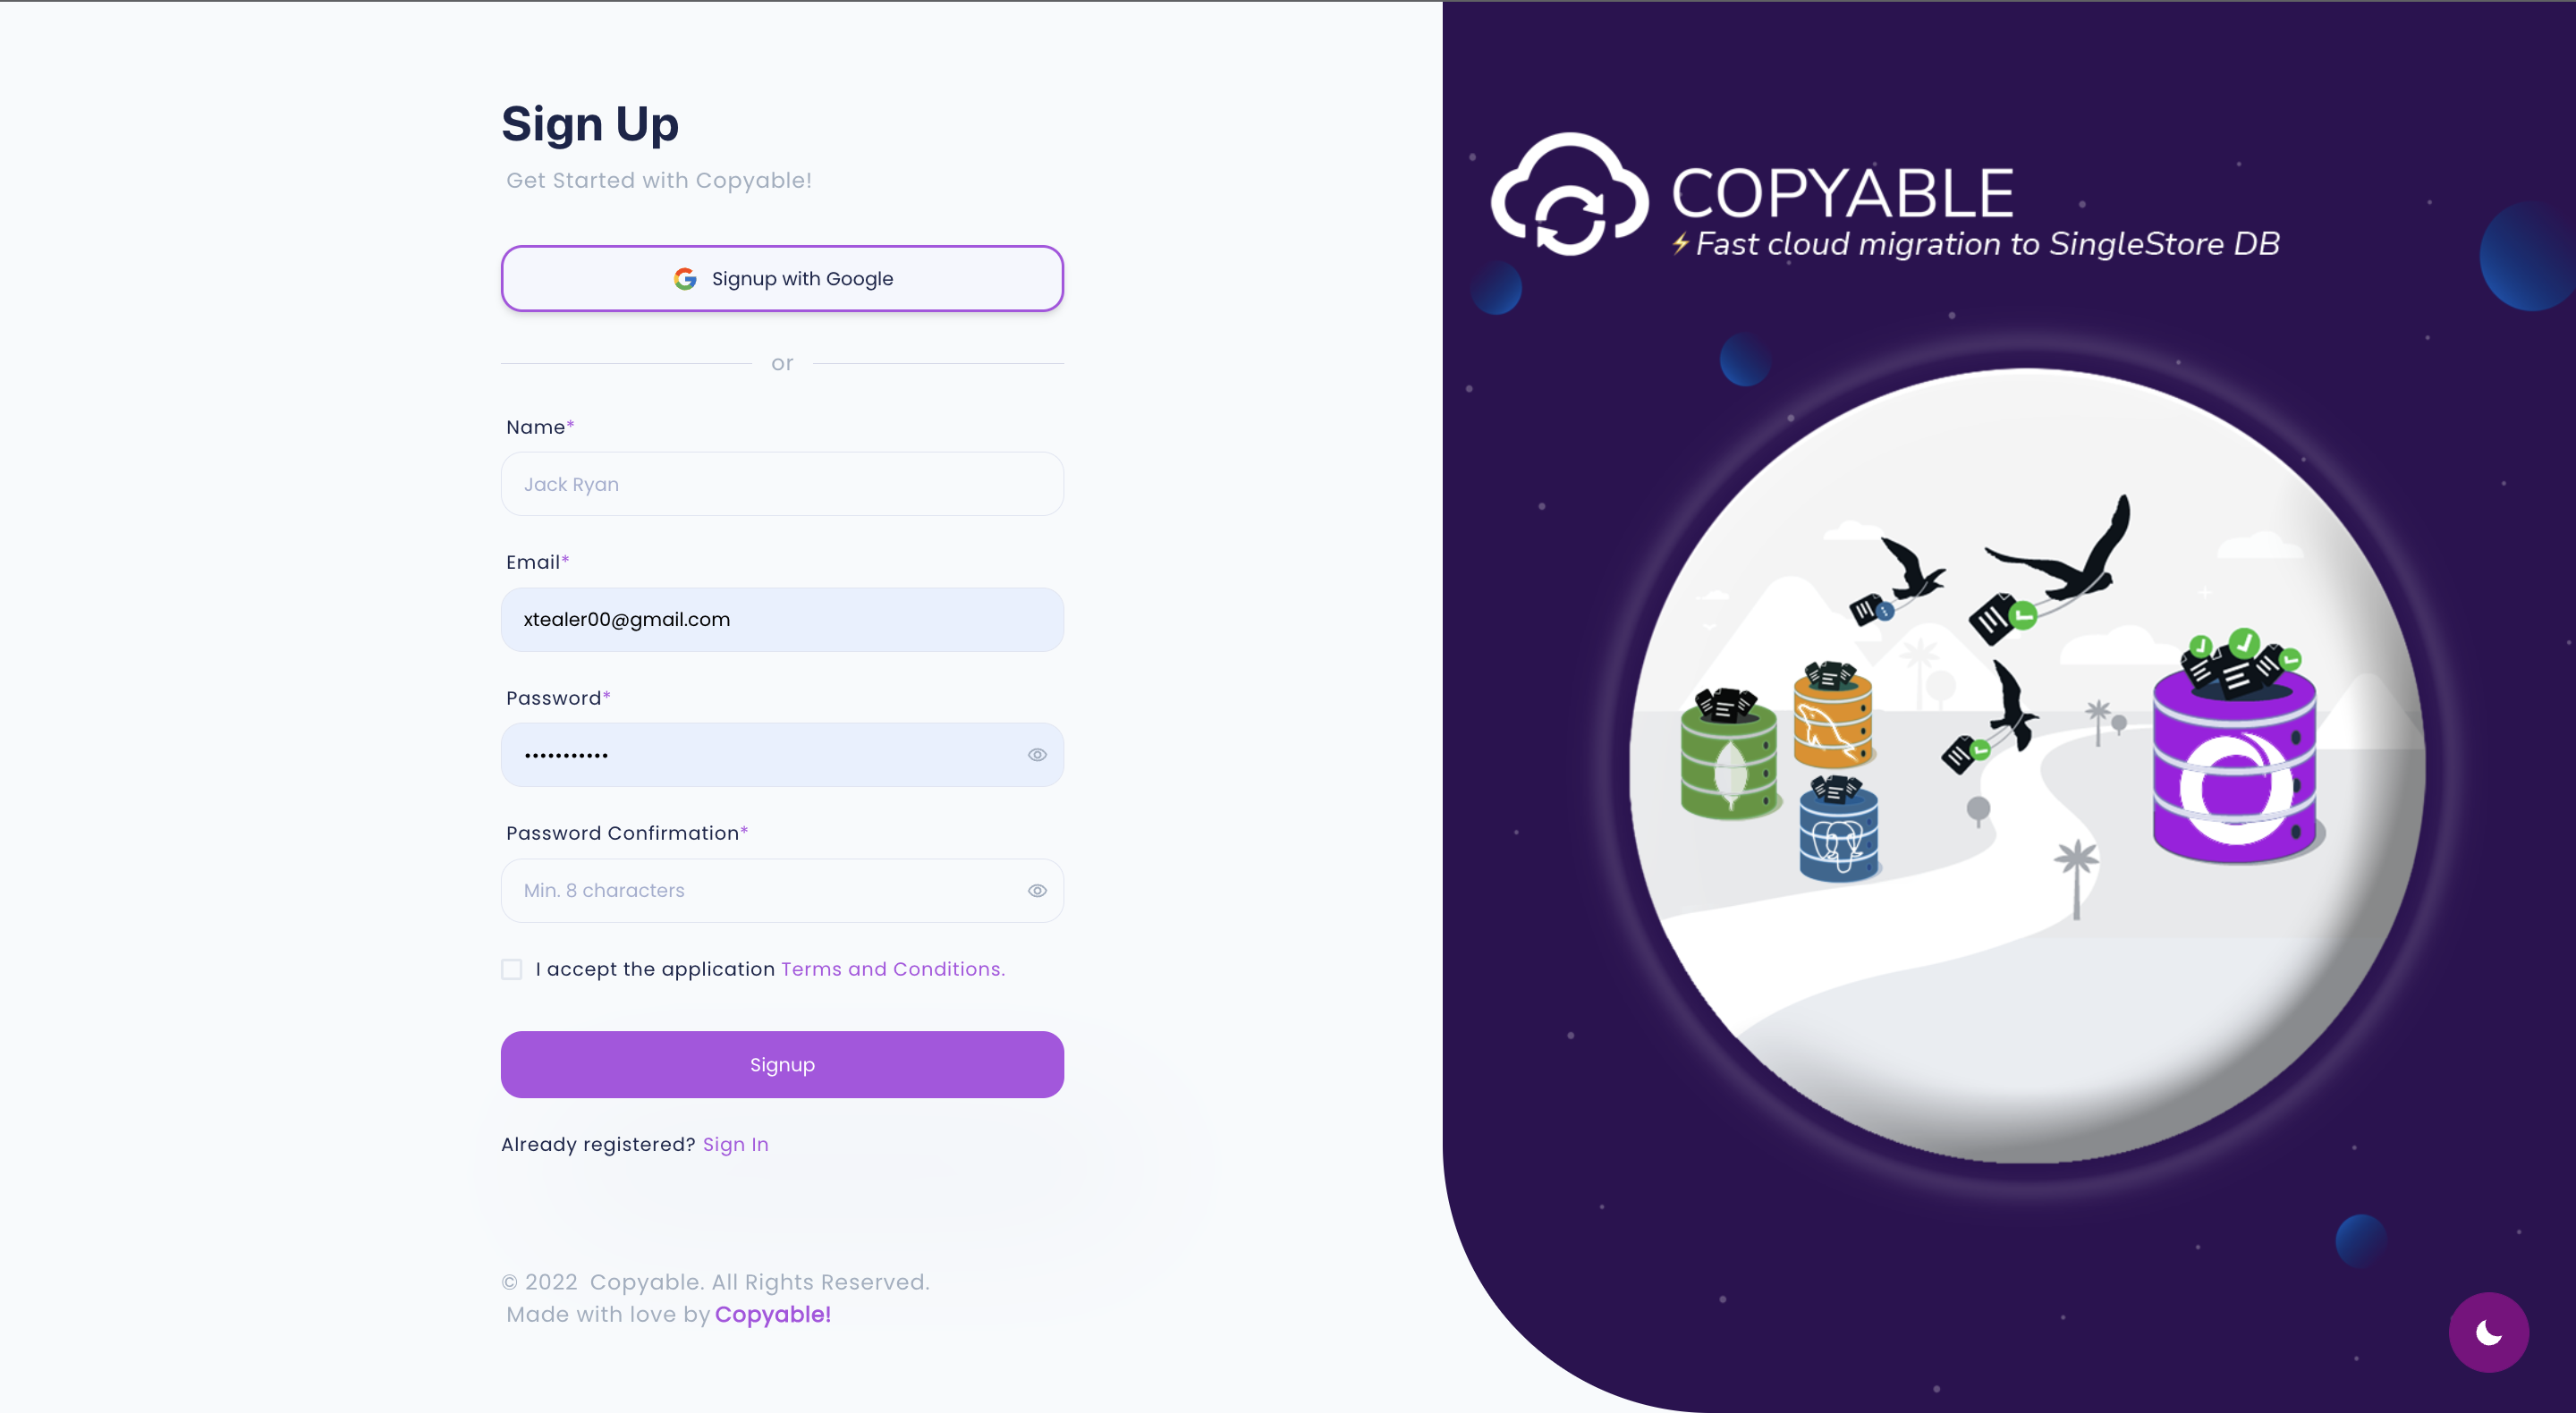 Sign Up
Get Started with Copyable!
Signup with Google
or
Name*
Jack Ryan
Email*
xtealer00@gmail.com
Password*
•••••••••••
Password Confirmation*
Min. 8 characters
I accept the application Terms and Conditions.
Signup
Already registered? Sign In
© 2022 Copyable. All Rights Reserved.
Made with love by Copyable!
COPYABLE
⚡Fast cloud migration to SingleStore DB